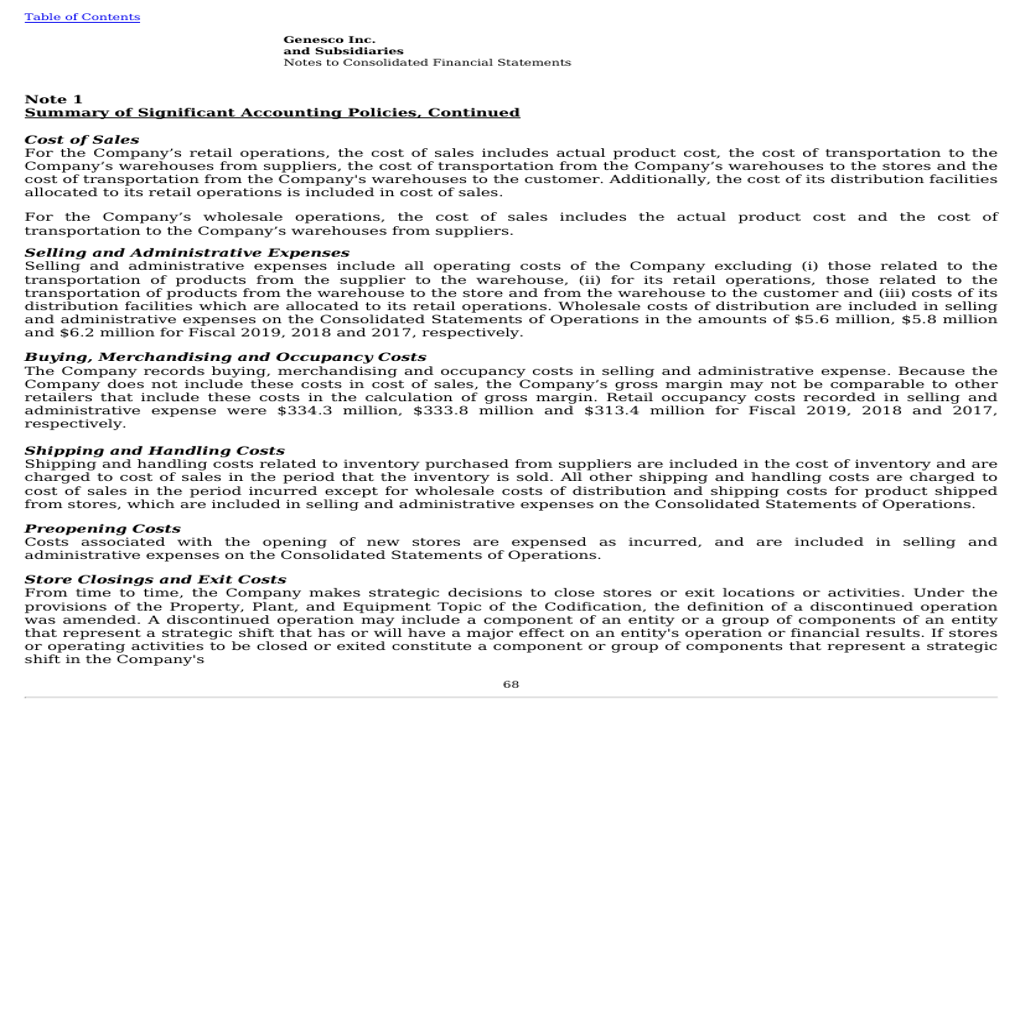 Table of Contents
Genesco Inc.
and Subsidiaries
Notes to Consolidated Financial Statements
Note 1
Summary of Significant Accounting Policies, Continued
Cost of Sales
For the Company’s retail operations, the cost of sales includes actual product cost, the cost of transportation to the
Company’s warehouses from suppliers, the cost of transportation from the Company’s warehouses to the stores and the
cost of transportation from the Company's warehouses to the customer. Additionally, the cost of its distribution facilities
allocated to its retail operations is included in cost of sales.
For the Company’s wholesale operations, the cost of sales includes the actual product cost and the cost of
transportation to the Company’s warehouses from suppliers.
Selling and Administrative Expenses
Selling and administrative expenses include all operating costs of the Company excluding (i) those related to the
transportation of products from the supplier to the warehouse, (ii) for its retail operations, those related to the
transportation of products from the warehouse to the store and from the warehouse to the customer and (iii) costs of its
distribution facilities which are allocated to its retail operations. Wholesale costs of distribution are included in selling
and administrative expenses on the Consolidated Statements of Operations in the amounts of $5.6 million, $5.8 million
and $6.2 million for Fiscal 2019, 2018 and 2017, respectively.
Buying, Merchandising and Occupancy Costs
The Company records buying, merchandising and occupancy costs in selling and administrative expense. Because the
Company does not include these costs in cost of sales, the Company’s gross margin may not be comparable to other
retailers that include these costs in the calculation of gross margin. Retail occupancy costs recorded in selling and
administrative expense were $334.3 million, $333.8 million and $313.4 million for Fiscal 2019, 2018 and 2017,
respectively.
Shipping and Handling Costs
Shipping and handling costs related to inventory purchased from suppliers are included in the cost of inventory and are
charged to cost of sales in the period that the inventory is sold. All other shipping and handling costs are charged to
cost of sales in the period incurred except for wholesale costs of distribution and shipping costs for product shipped
from stores, which are included in selling and administrative expenses on the Consolidated Statements of Operations.
Preopening Costs
Costs associated with the opening of new stores are expensed as incurred, and are included in selling and
administrative expenses on the Consolidated Statements of Operations.
Store Closings and Exit Costs
From time to time, the Company makes strategic decisions to close stores or exit locations or activities. Under the
provisions of the Property, Plant, and Equipment Topic of the Codification, the definition of a discontinued operation
was amended. A discontinued operation may include a component of an entity or a group of components of an entity
that represent a strategic shift that has or will have a major effect on an entity's operation or financial results. If stores
or operating activities to be closed or exited constitute a component or group of components that represent a strategic
shift in the Company's
68